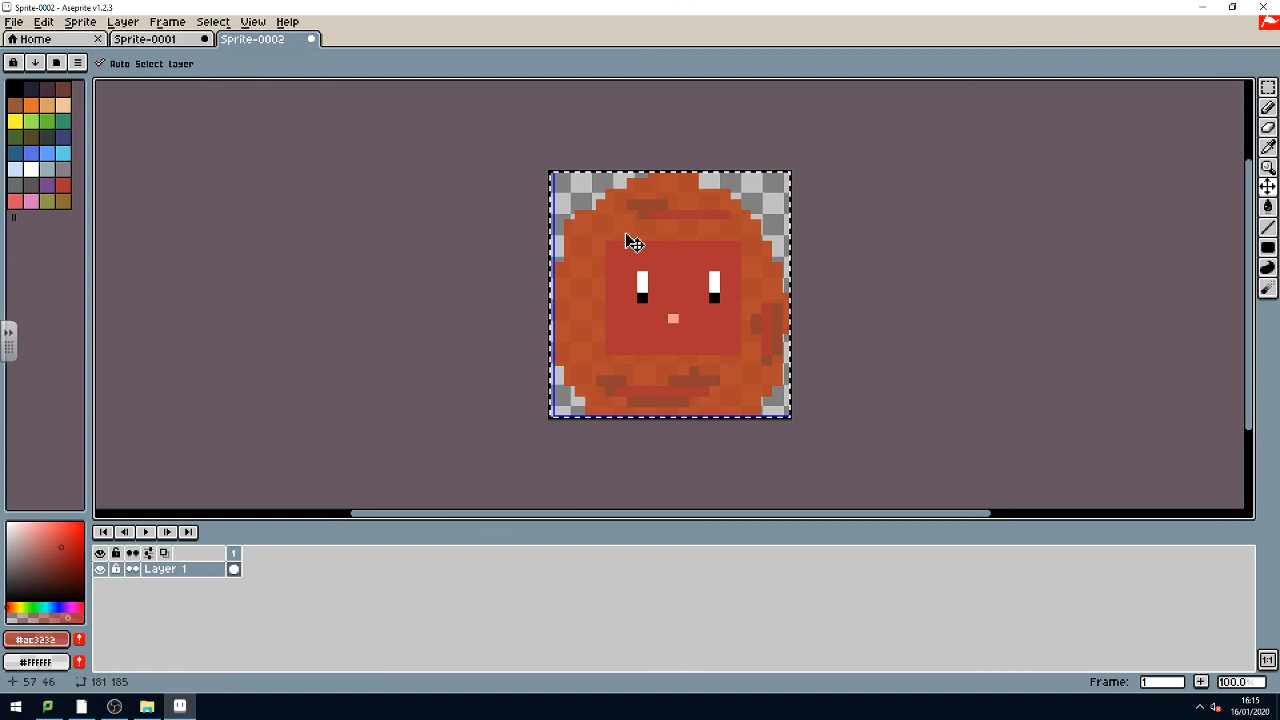 Sprite-0002 - Aseprite v1.2.3
File Edit Sprite Layer Frame Select View Help
Home Sprite-0001 Sprite-0002
Auto Select layer
1
Layer 1
#ac3232
#ffffff
57 46 181 185
Frame: 1 100.0
1:1
16:15
16/01/2020